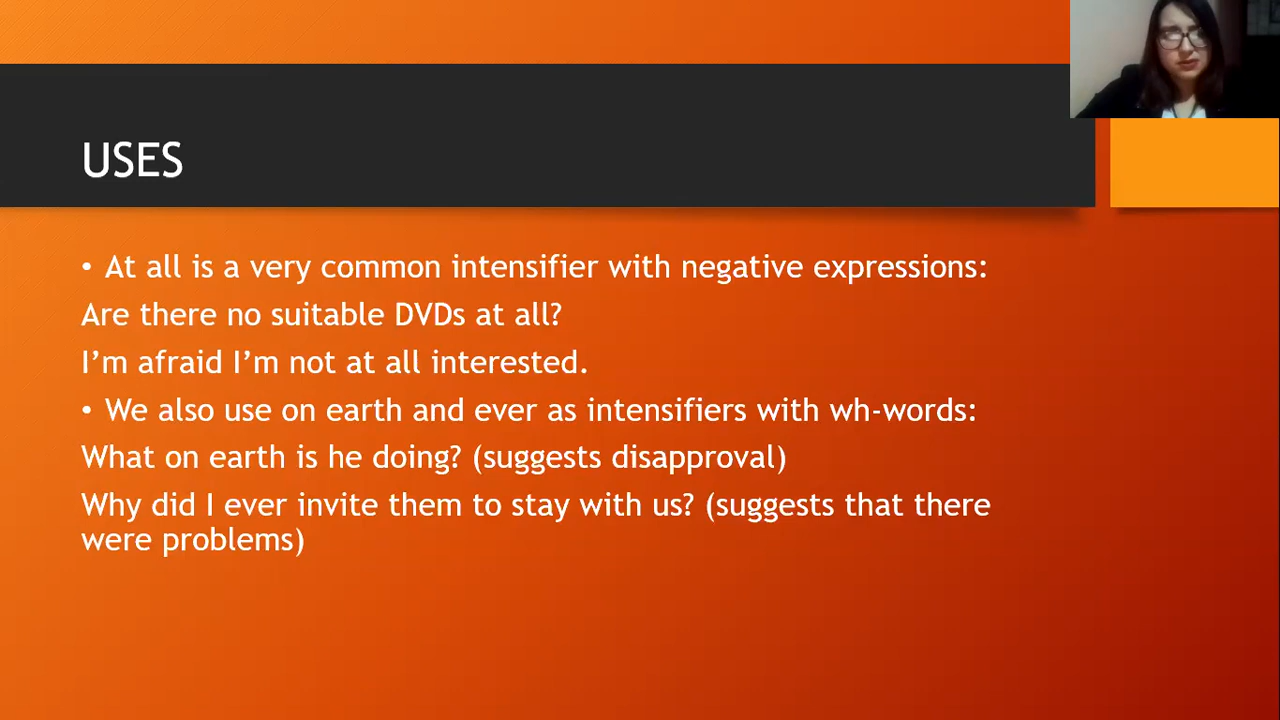 USES
• At all is a very common intensifier with negative expressions:
Are there no suitable DVDs at all?
I’m afraid I’m not at all interested.
• We also use on earth and ever as intensifiers with wh-words:
What on earth is he doing? (suggests disapproval)
Why did I ever invite them to stay with us? (suggests that there
were problems)